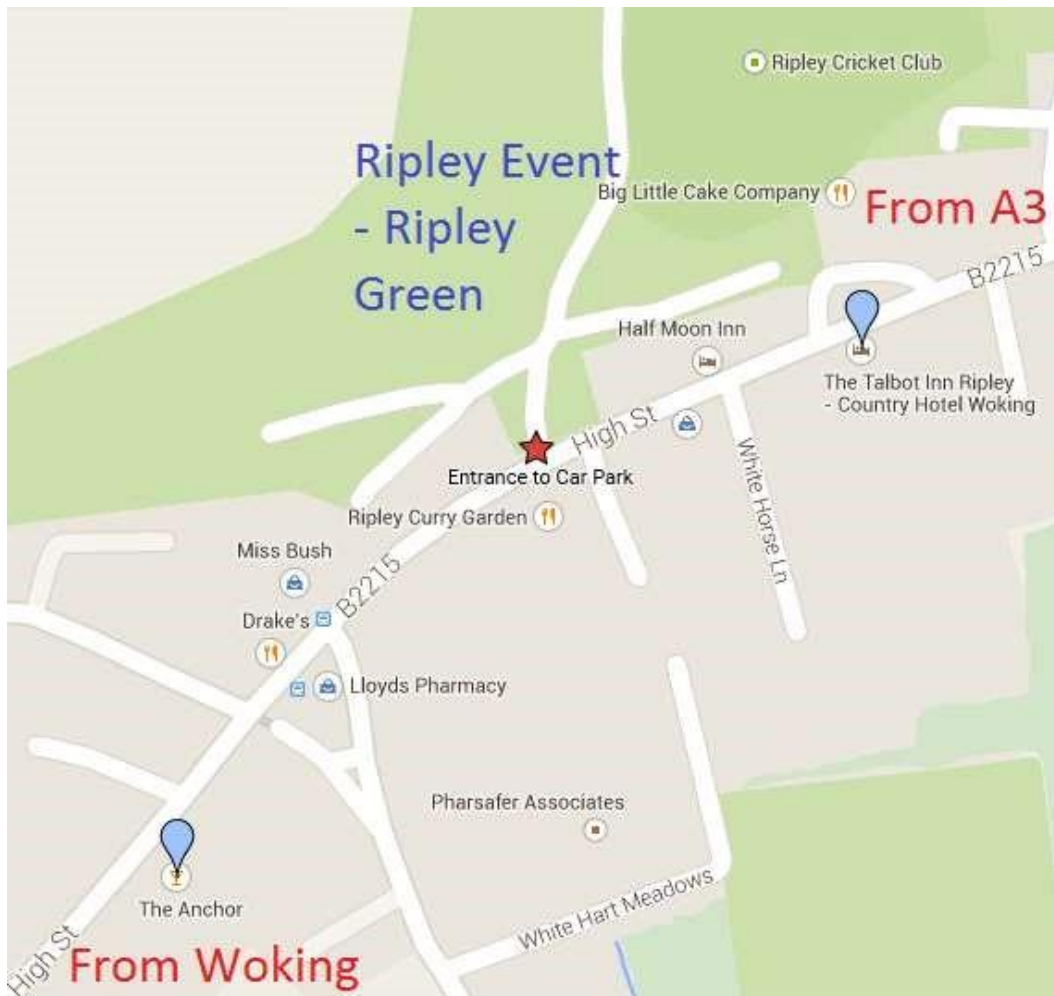 Ripley Cricket Club
Ripley Event
- Ripley
Green
Big Little Cake Company
From A3
B2215
Half Moon Inn
The Talbot Inn Ripley
- Country Hotel Woking
High St
Entrance to Car Park
White Horse Ln
Ripley Curry Garden
Miss Bush
B2215
Drake's
Lloyds Pharmacy
Pharsafer Associates
The Anchor
White Hart Meadows
High St
From Woking